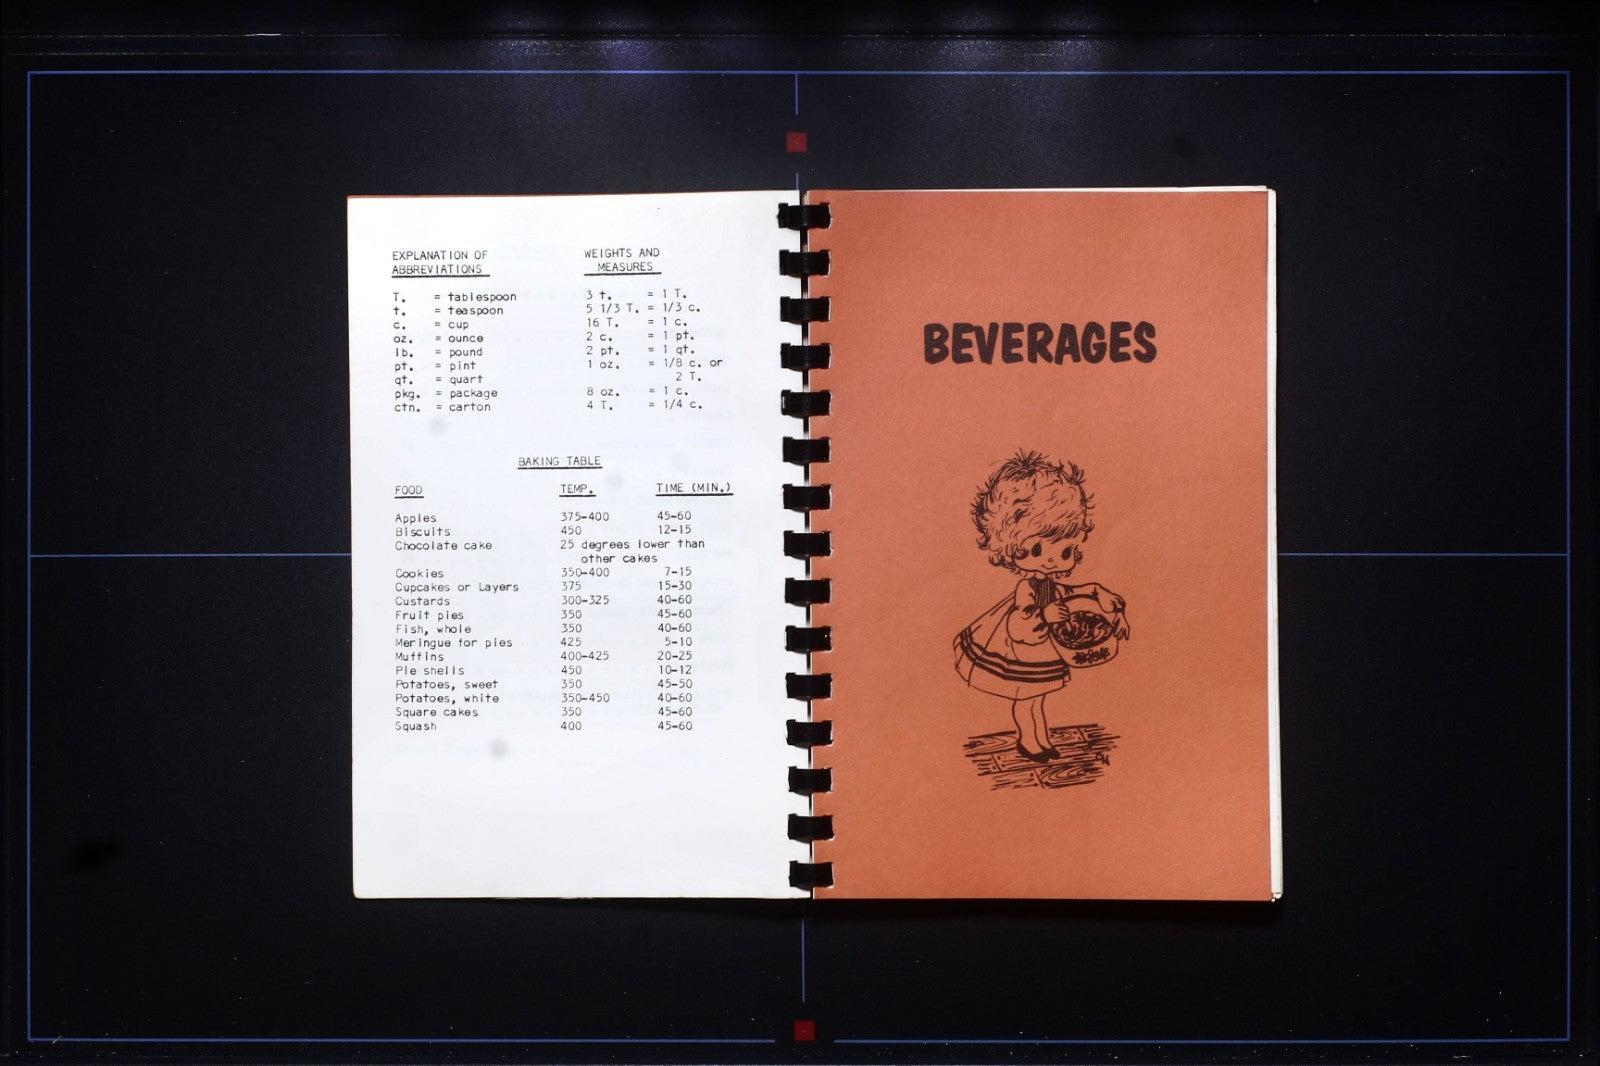 EXPLANATION OF
ABBREVIATIONS
T. = tablespoon
t. = teaspoon
c. = cup
oz. = ounce
lb. = pound
pt. = pint
qt. = quart
pkg. = package
ctn. = carton
WEIGHTS AND
MEASURES
3 t. = 1 T.
5 1/3 T. = 1/3 c.
16 T. = 1 c.
2 c. = 1 pt.
2 pt. = 1 qt.
1 oz. = 1/8 c. or
2 T.
8 oz. = 1 c.
4 T. = 1/4 c.
BAKING TABLE
FOOD TEMP. TIME (MIN.)
Apples 375-400 45-60
Biscuits 450 12-15
Chocolate cake 25 degrees lower than
other cakes
Cookies 350-400 7-15
Cupcakes or Layers 375 15-30
Custards 300-325 40-60
Fruit pies 350 45-60
Fish, whole 350 40-60
Meringue for pies 425 5-10
Muffins 400-425 20-25
Pie shells 450 10-12
Potatoes, sweet 350 45-50
Potatoes, white 350-450 40-60
Square cakes 350 45-60
Squash 400 45-60
BEVERAGES